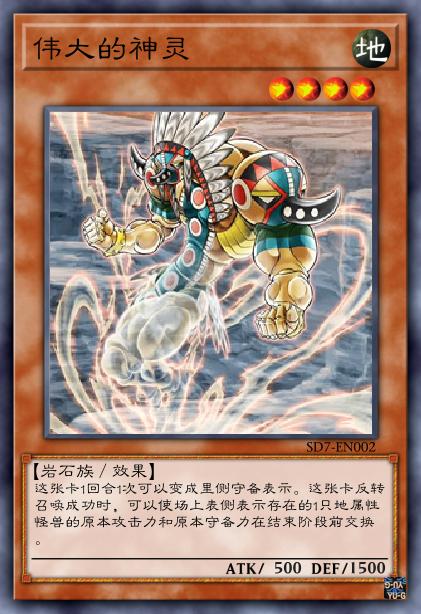 伟大的神灵
地
SD7-EN002
【岩石族／效果】
这张卡1回合1次可以变成里侧守备表示。这张卡反转
召唤成功时，可以使场上表侧表示存在的1只地属性
怪兽的原本攻击力和原本守备力在结束阶段前交换
。
ATK/ 500 DEF/1500